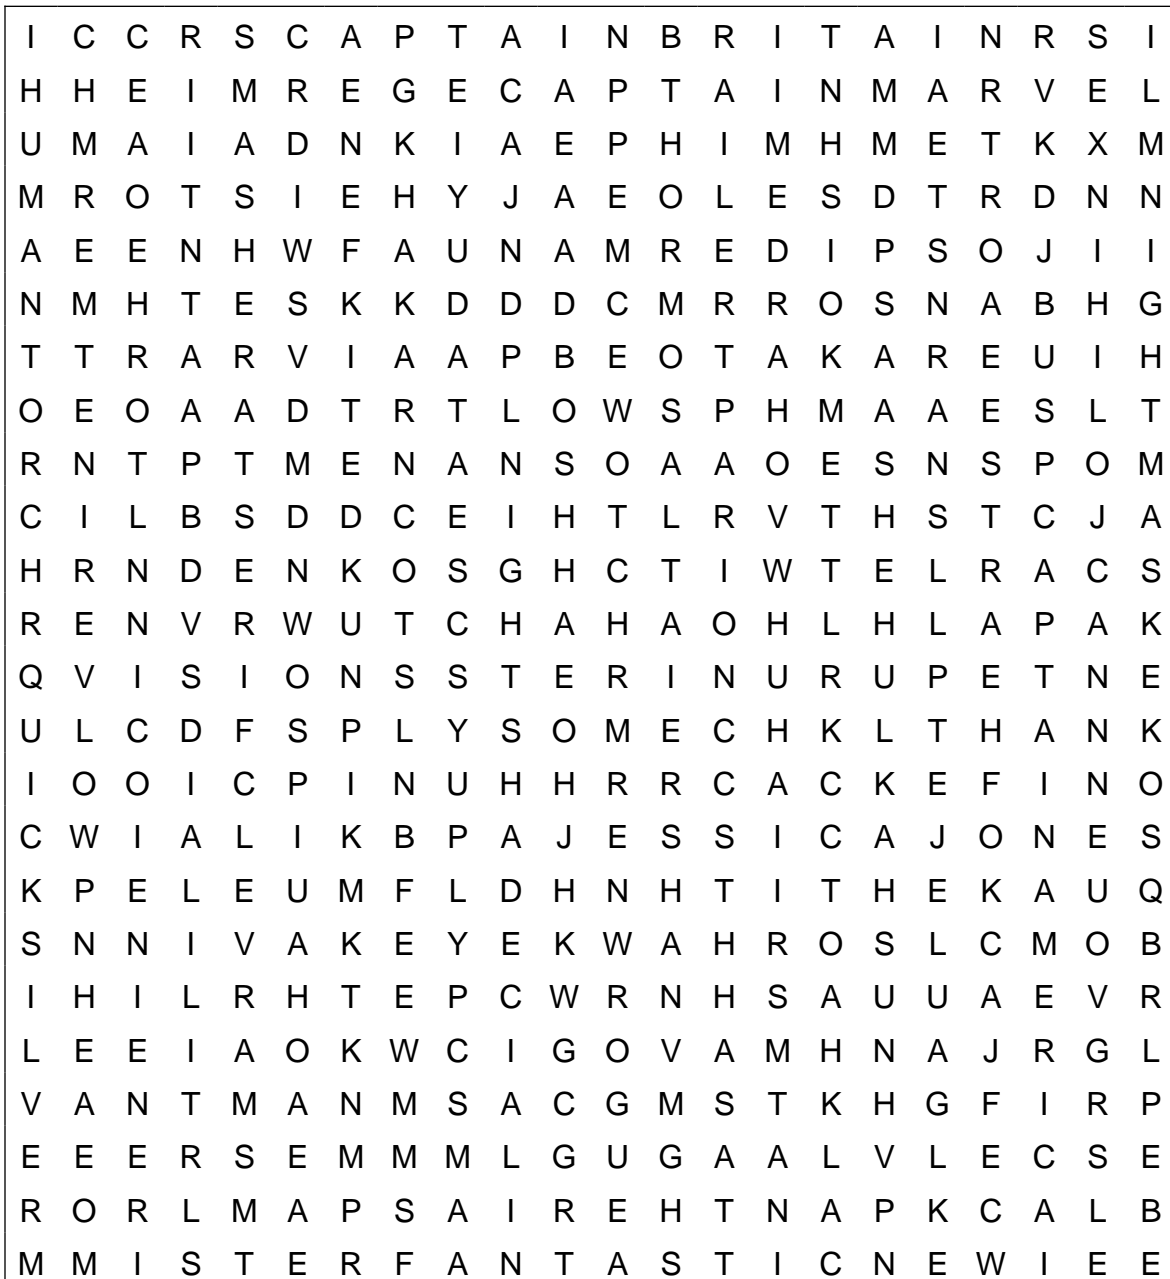 I C C R S C A P T A I N B R I T A I N R S I
H H E I M R E G E C A P T A I N M A R V E L
U M A I A D N K I A E P H I M H M E T K X M
M R O T S I E H Y J A E O L E S D T R D N N
A E E N H W F A U N A M R E D I P S O J I I
N M H T E S K K D D D C M R R O S N A B H G
T T R A R V I A A P B E O T A K A R E U I H
O E O A A D T R T L O W S P H M A A E S L T
R N T P T M E N A N S O A A O E S N S P O M
C I L B S D D C E I H T L R V T H S T C J A
H R N D E N K O S G H C T I W T E L R A C S
R E N V R W U T C H A H A O H L H L A P A K
Q V I S I O N S S T E R I N U R U P E T N E
U L C D F S P L Y S O M E C H K L T H A N K
I O O I C P I N U H H R R C A C K E F I N O
C W I A L I K B P A J E S S I C A J O N E S
K P E L E U M F L D H N H T I T H E K A U Q
S N N I V A K E Y E K W A H R O S L C M O B
I H I L R H T E P C W R N H S A U U A E V R
L E E I A O K W C I G O V A M H N A J R G L
V A N T M A N M S A C G M S T K H G F I R P
E E E R S E M M M L G U G A A L V L E C S E
R O R L M A P S A I R E H T N A P K C A L B
M M I S T E R F A N T A S T I C N E W I E E